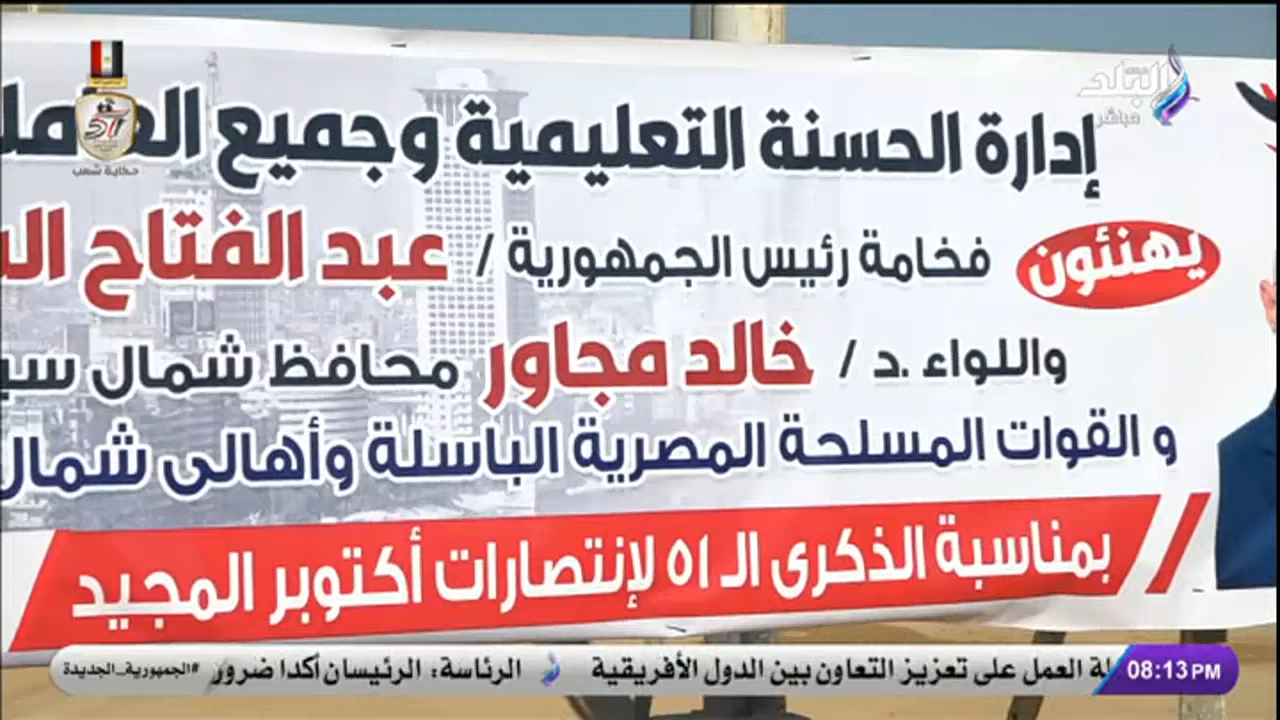 البلد
مباشر
حكاية شعب
إدارة الحسنة التعليمية وجميع
يهنئون
فخامة رئيس الجمهورية / عبد الفتاح
واللواء د. / خالد مجاور محافظ شمال
و القوات المسلحة المصرية الباسلة وأهالى شمال
بمناسبة الذكرى الـ ٥١ لإنتصارات أكتوبر المجيد
08:13 PM
العمل على تعزيز التعاون بين الدول الأفريقية
الرئاسة: الرئيسان أكدا
#الجمهورية_الجديدة